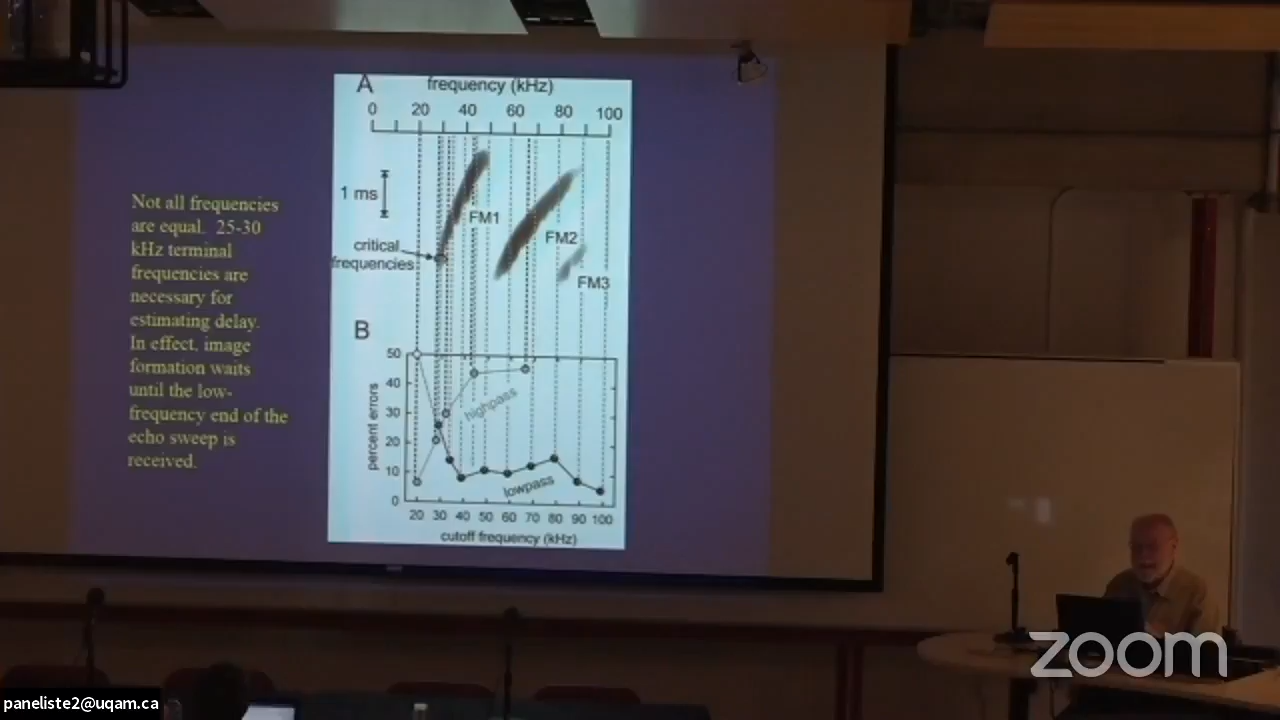 Not all frequencies
are equal. 25-30
kHz terminal
frequencies are
necessary for
estimating delay.
In effect, image
formation waits
until the low-
frequency end of the
echo sweep is
received.
A
frequency (kHz)
0 20 40 60 80 100
1 ms
FM1
FM2
FM3
critical
frequencies
B
percent errors
50
40
30
20
10
0
highpass
lowpass
20 30 40 50 60 70 80 90 100
cutoff frequency (kHz)
zoom
paneliste2@uqam.ca